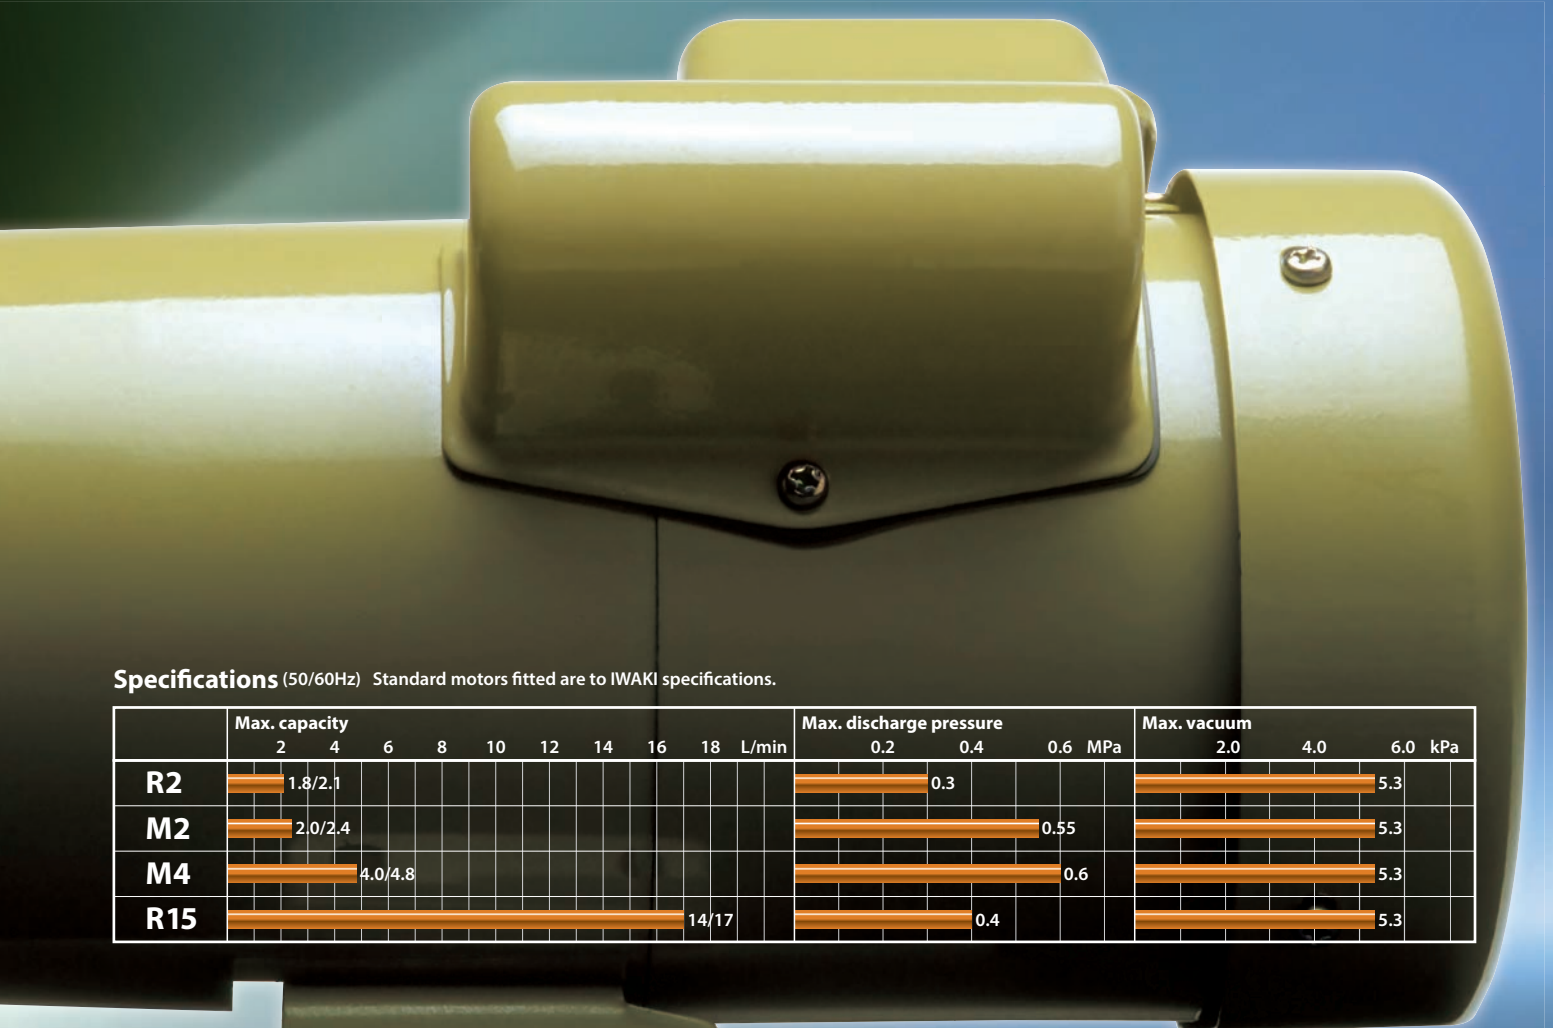 Specifications (50/60Hz) Standard motors fitted are to IWAKI specifications.
Max. capacity Max. discharge pressure Max. vacuum
2 4 6 8 10 12 14 16 18 L/min 0.2 0.4 0.6 MPa 2.0 4.0 6.0 kPa
R2 1.8/2.1 0.3 5.3
M2 2.0/2.4 0.55 5.3
M4 4.0/4.8 0.6 5.3
R15 14/17 0.4 5.3